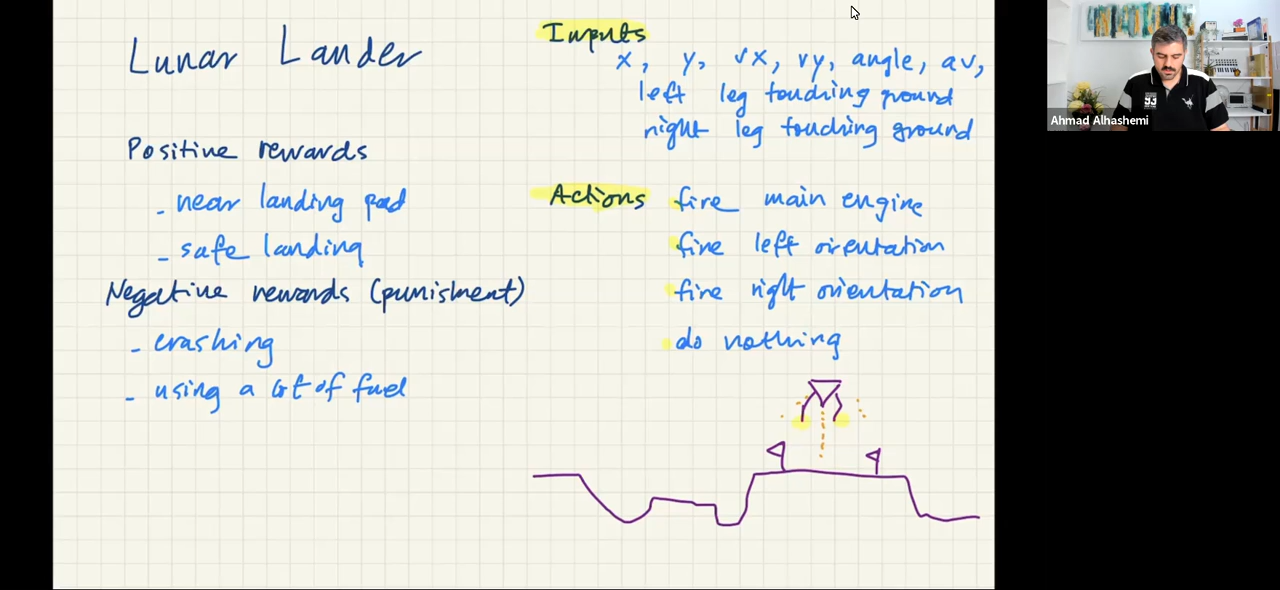 Lunar Lander
Positive rewards
- near landing pad
- safe landing
Negative rewards (punishment)
- crashing
- using a lot of fuel
Inputs
x, y, vx, vy, angle, av,
left leg touching ground
right leg touching ground
Actions fire main engine
fire left orientation
fire right orientation
do nothing
Ahmad Alhashemi
93